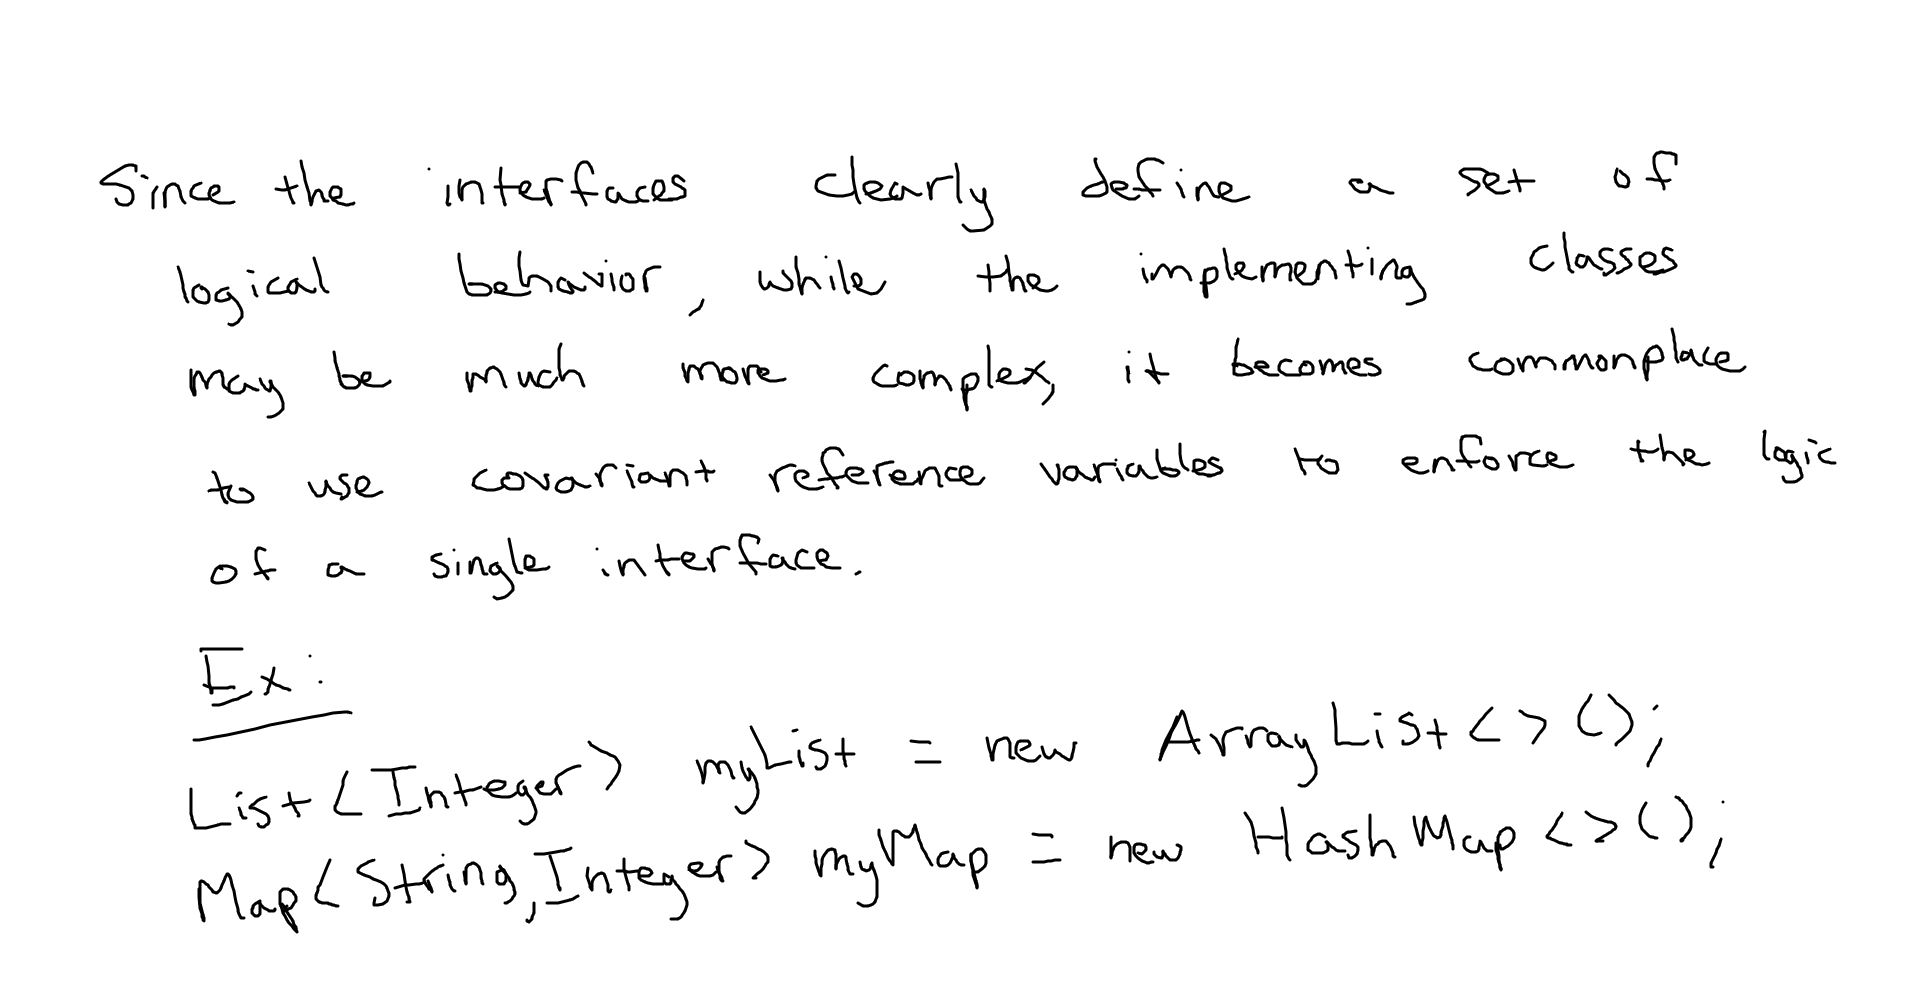 Since the interfaces clearly define a set of
logical behavior, while the implementing classes
may be much more complex, it becomes commonplace
to use covariant reference variables to enforce the logic
of a single interface.
Ex:
List<Integer> myList = new ArrayList<>();
Map<String,Integer> myMap = new HashMap<>();